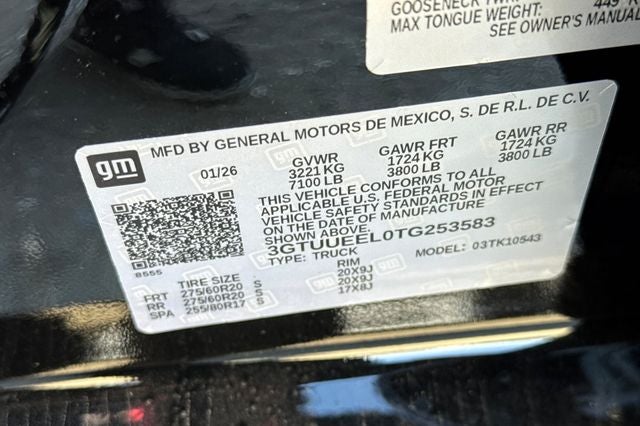 GOOSENECK
MAX TONGUE WEIGHT: 449
SEE OWNER'S MANUAL
MFD BY GENERAL MOTORS DE MEXICO, S. DE R.L. DE C.V.
gm
01/26
GVWR
3221 KG
7100 LB
GAWR FRT
1724 KG
3800 LB
GAWR RR
1724 KG
3800 LB
THIS VEHICLE CONFORMS TO ALL
APPLICABLE U.S. FEDERAL MOTOR
VEHICLE SAFETY STANDARDS IN EFFECT
ON THE DATE OF MANUFACTURE SHOWN ABOVE.
3GTUUEEL0TG253583
TYPE: TRUCK
MODEL: 03TK10543
8555
TIRE SIZE RIM
FRT 275/60R20 S 20X9J
RR 275/60R20 S 20X9J
SPA 255/80R17 S 17X8J